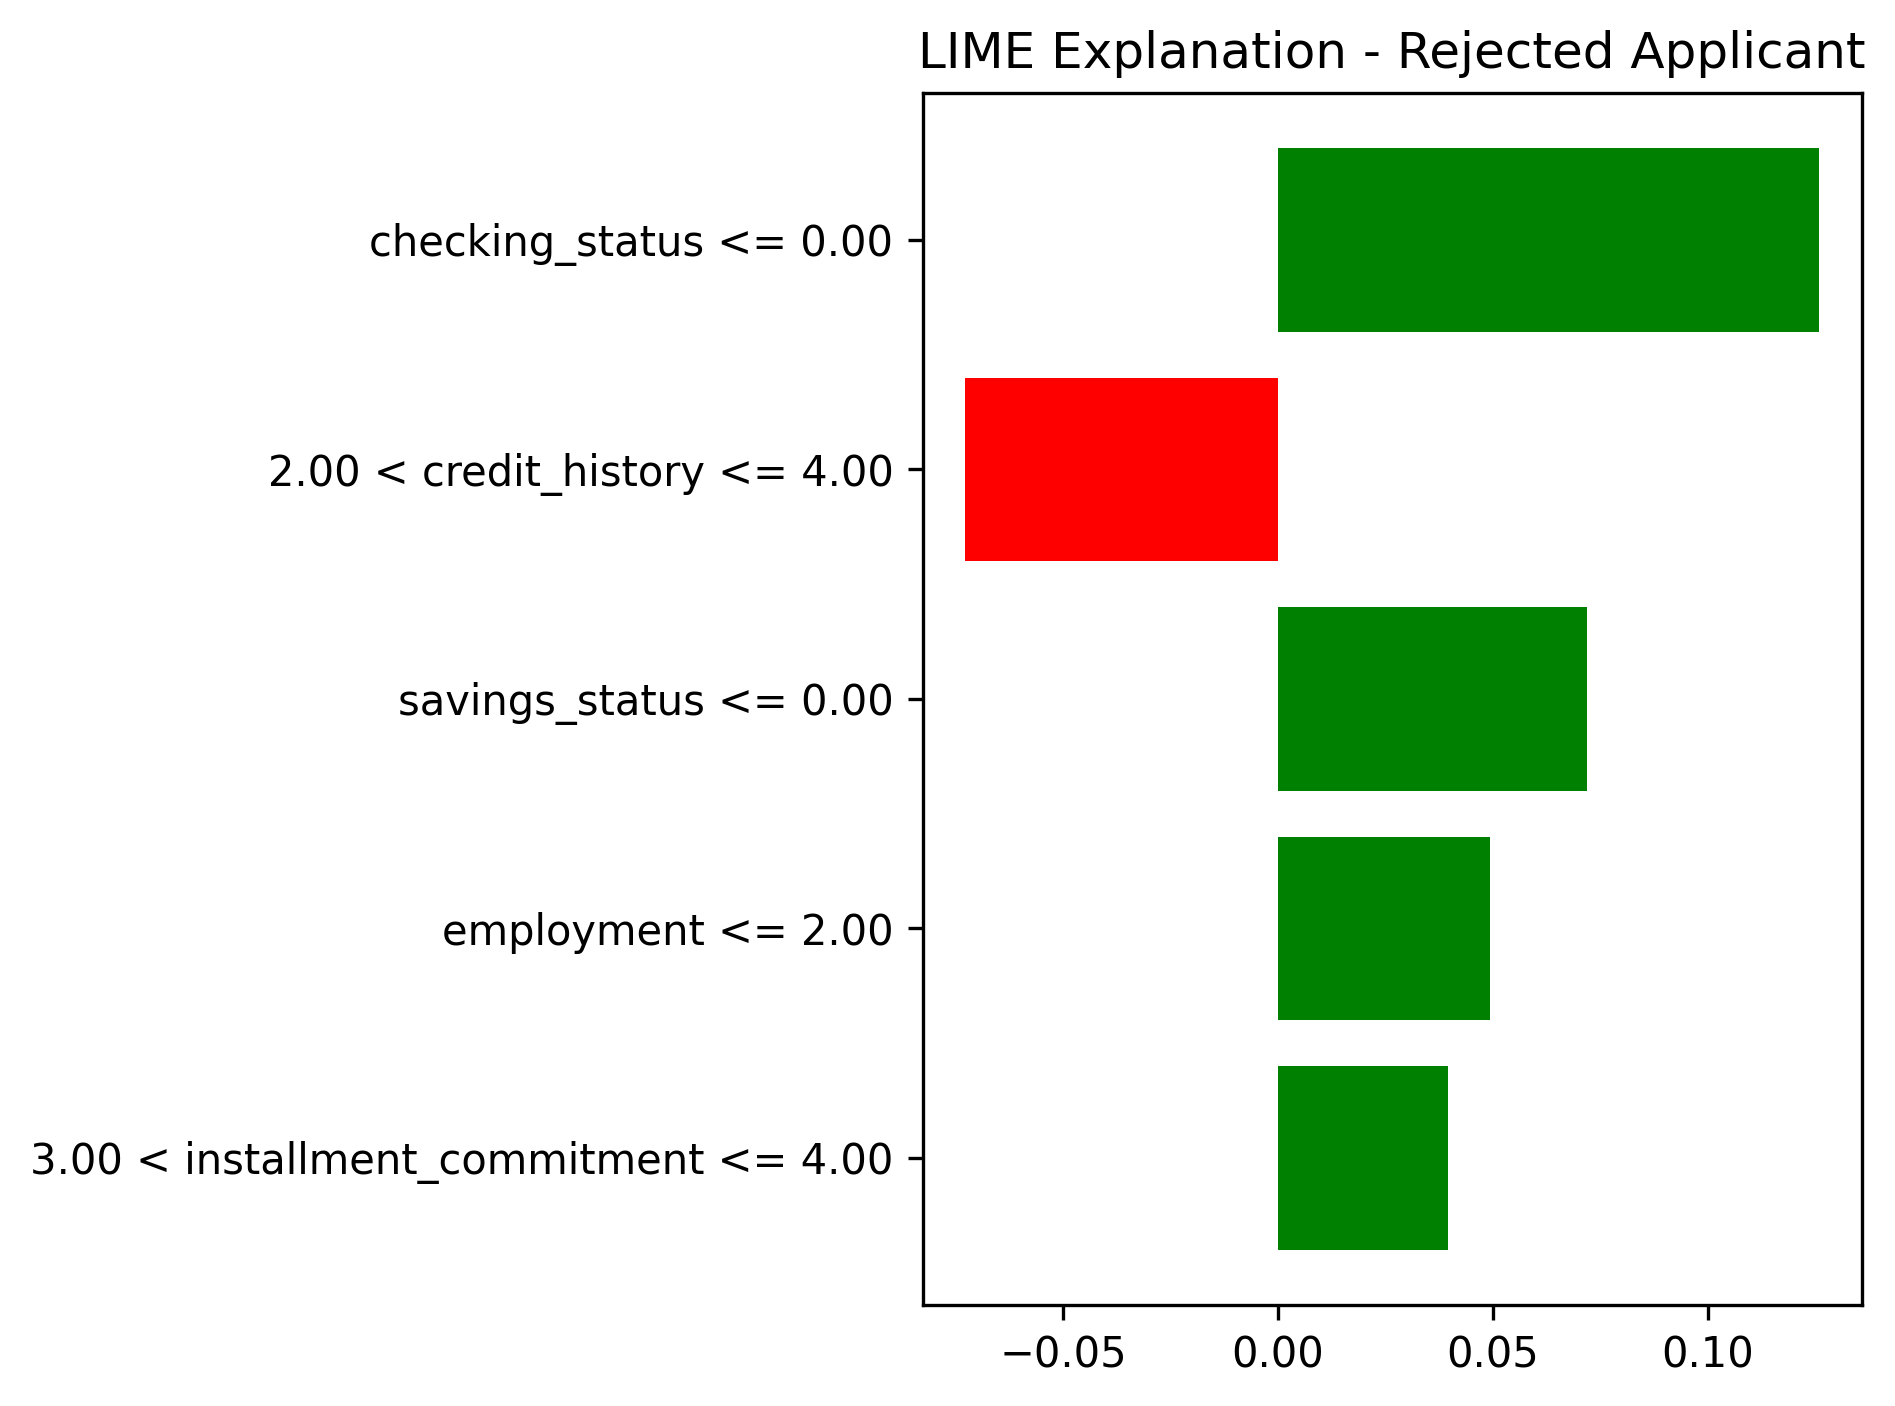 LIME Explanation - Rejected Applicant
checking_status <= 0.00
2.00 < credit_history <= 4.00
savings_status <= 0.00
employment <= 2.00
3.00 < installment_commitment <= 4.00
−0.05 0.00 0.05 0.10